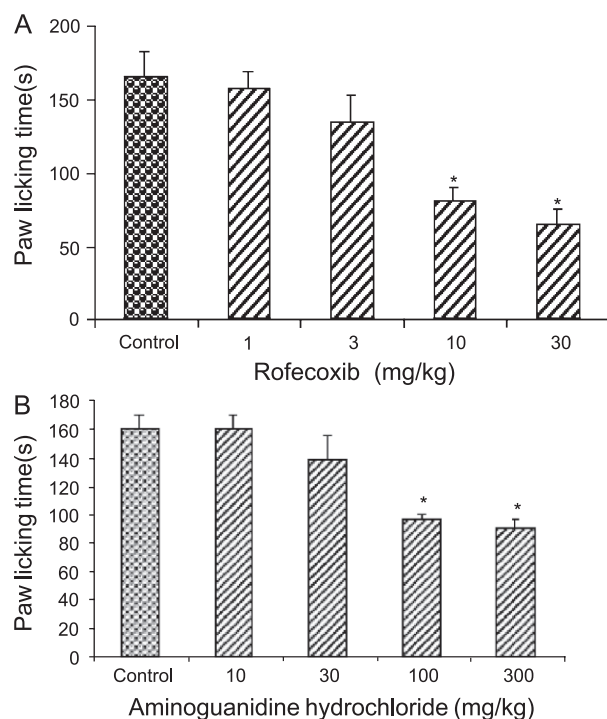 A
Paw licking time(s)
200
150
100
50
0
*
*
Control 1 3 10 30
Rofecoxib (mg/kg)
B
Paw licking time(s)
180
160
140
120
100
80
60
40
20
0
*
*
Control 10 30 100 300
Aminoguanidine hydrochloride (mg/kg)